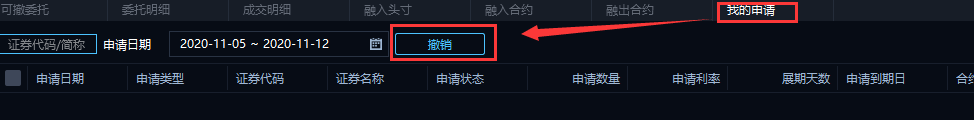 可撤委托 委托明细 成交明细 融入头寸 融入合约 融出合约 我的申请
证券代码/简称 申请日期 2020-11-05 ~ 2020-11-12 撤销
申请日期 申请类型 证券代码 证券名称 申请状态 申请数量 申请利率 展期天数 申请到期日 合约